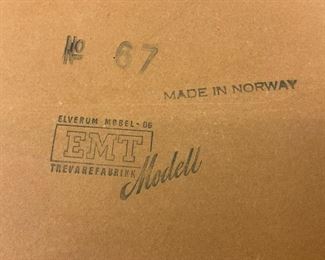 No 67
MADE IN NORWAY
ELVERUM MØBEL-OG
EMT
TREVAREFABRIKK
Modell